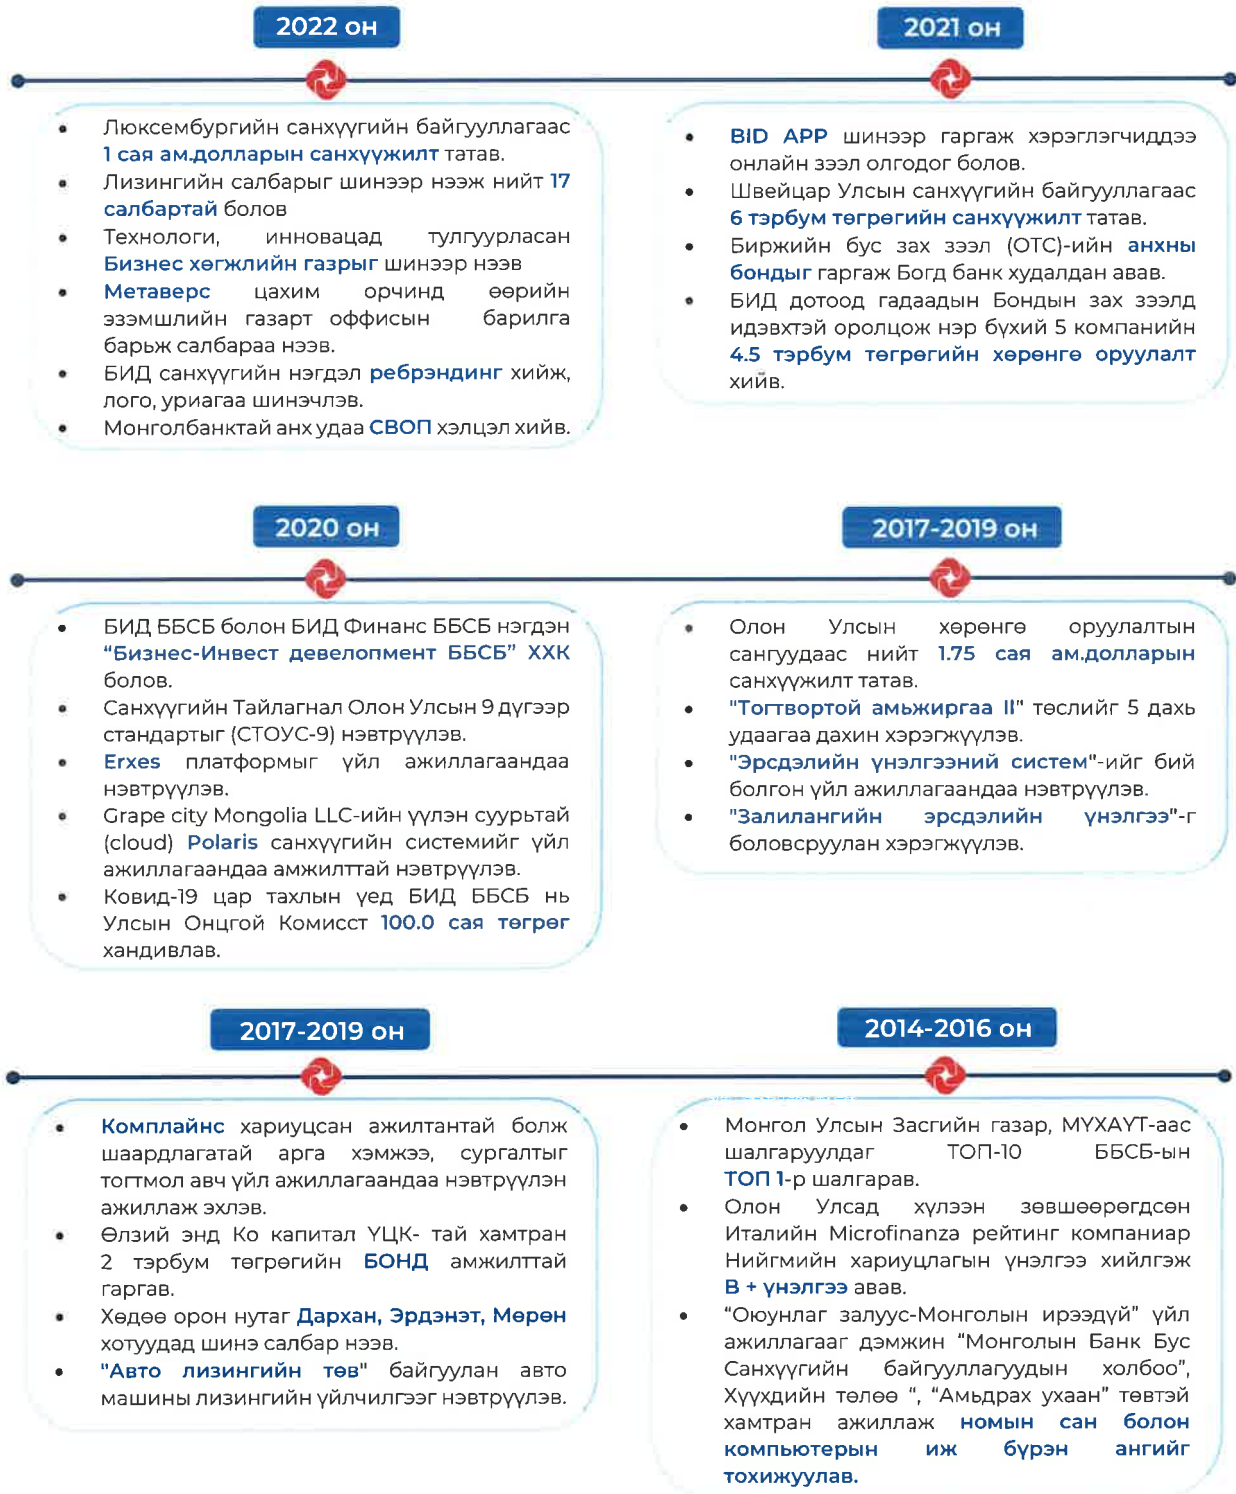 2022 он
Люксембургийн санхүүгийн байгууллагаас
1 сая ам.долларын санхүүжилт татав.
Лизингийн салбарыг шинээр нээж нийт 17
салбартай болов
Технологи, инновацад тулгуурласан
Бизнес хөгжлийн газрыг шинээр нээв
Метаверс цахим орчинд өөрийн
эзэмшлийн газарт оффисын барилга
барьж салбараа нээв.
БИД санхүүгийн нэгдэл ребрэндинг хийж,
лого, уриагаа шинэчлэв.
Монголбанктай анх удаа СВОП хэлцэл хийв.
2021 он
BID APP шинээр гаргаж хэрэглэгчиддээ
онлайн зээл олгодог болов.
Швейцар Улсын санхүүгийн байгууллагаас
6 тэрбум төгрөгийн санхүүжилт татав.
Биржийн бус зах зээл (OTC)-ийн анхны
бондыг гаргаж Богд банк худалдан авав.
БИД дотоод гадаадын Бондын зах зээлд
идэвхтэй оролцож нэр бүхий 5 компанийн
4.5 тэрбум төгрөгийн хөрөнгө оруулалт
хийв.
2020 он
БИД ББСБ болон БИД Финанс ББСБ нэгдэн
“Бизнес-Инвест девелопмент ББСБ” ХХК
болов.
Санхүүгийн Тайлагнал Олон Улсын 9 дүгээр
стандартыг (СТОУС-9) нэвтрүүлэв.
Erxes платформыг үйл ажиллагаандаа
нэвтрүүлэв.
Grape city Mongolia LLC-ийн үүлэн суурьтай
(cloud) Polaris санхүүгийн системийг үйл
ажиллагаандаа амжилттай нэвтрүүлэв.
Ковид-19 цар тахлын үед БИД ББСБ нь
Улсын Онцгой Комисст 100.0 сая төгрөг
хандивлав.
2017-2019 он
Олон Улсын хөрөнгө оруулалтын
сангуудаас нийт 1.75 сая ам.долларын
санхүүжилт татав.
"Тогтвортой амьжиргаа II" төслийг 5 дахь
удаагаа дахин хэрэгжүүлэв.
"Эрсдэлийн үнэлгээний систем"-ийг бий
болгон үйл ажиллагаандаа нэвтрүүлэв.
"Залилангийн эрсдэлийн үнэлгээ"-г
боловсруулан хэрэгжүүлэв.
2017-2019 он
Комплайнс хариуцсан ажилтантай болж
шаардлагатай арга хэмжээ, сургалтыг
тогтмол авч үйл ажиллагаандаа нэвтрүүлэн
ажиллаж эхлэв.
Өлзий энд Ко капитал ҮЦК- тай хамтран
2 тэрбум төгрөгийн БОНД амжилттай
гаргав.
Хөдөө орон нутаг Дархан, Эрдэнэт, Мөрөн
хотуудад шинэ салбар нээв.
"Авто лизингийн төв" байгуулан авто
машины лизингийн үйлчилгээг нэвтрүүлэв.
2014-2016 он
Монгол Улсын Засгийн газар, МҮХАҮТ-аас
шалгаруулдаг ТОП-10 ББСБ-ын
ТОП 1-р шалгарав.
Олон Улсад хүлээн зөвшөөрөгдсөн
Италийн Microfinanza рейтинг компаниар
Нийгмийн хариуцлагын үнэлгээ хийлгэж
B + үнэлгээ авав.
“Оюунлаг залуус-Монголын ирээдүй” үйл
ажиллагааг дэмжин “Монголын Банк Бус
Санхүүгийн байгууллагуудын холбоо”,
Хүүхдийн төлөө “, “Амьдрах ухаан” төвтэй
хамтран ажиллаж номын сан болон
компьютерын иж бүрэн ангийг
тохижуулав.